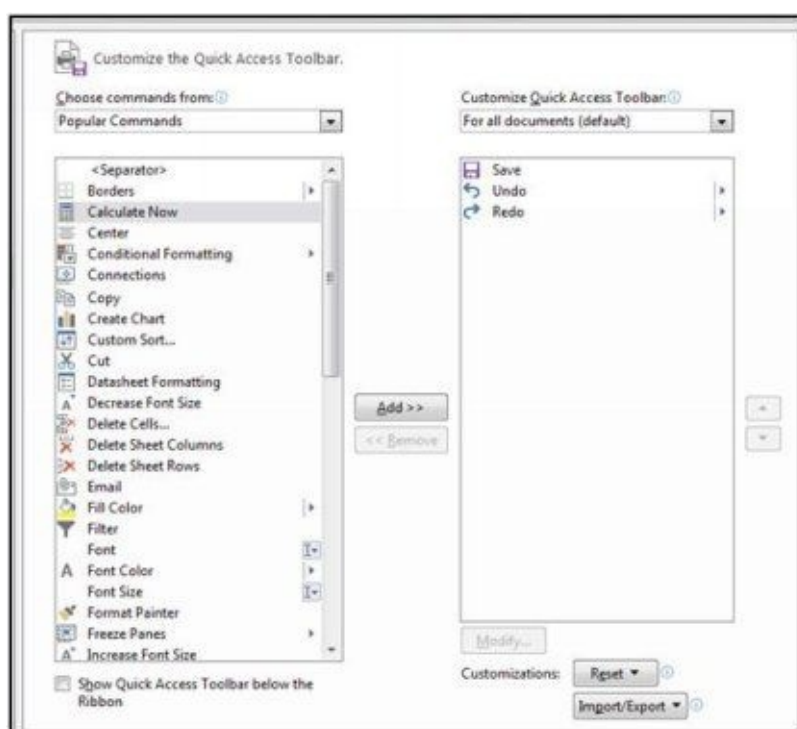 Customize the Quick Access Toolbar.
Choose commands from:
Popular Commands
<Separator>
Borders
Calculate Now
Center
Conditional Formatting
Connections
Copy
Create Chart
Custom Sort...
Cut
Datasheet Formatting
Decrease Font Size
Delete Cells...
Delete Sheet Columns
Delete Sheet Rows
Email
Fill Color
Filter
Font
Font Color
Font Size
Format Painter
Freeze Panes
Increase Font Size
Show Quick Access Toolbar below the
Ribbon
Add >>
<< Remove
Customize Quick Access Toolbar:
For all documents (default)
Save
Undo
Redo
Modify...
Customizations:
Reset
Import/Export